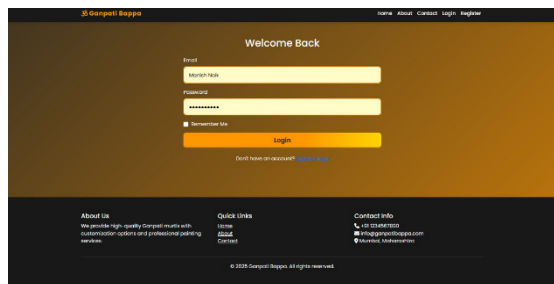 ॐ Ganpati Bappa
Home About Contact Login Register
Welcome Back
Email
Manish Naik
Password
••••••••••
Remember Me
Login
Don't have an account?
About Us
We provide high-quality Ganpati murtis with
customization options and professional painting
services.
Quick Links
Home
About
Contact
Contact Info
+91 1234567890
info@ganpatibappa.com
Mumbai, Maharashtra
© 2025 Ganpati Bappa. All rights reserved.